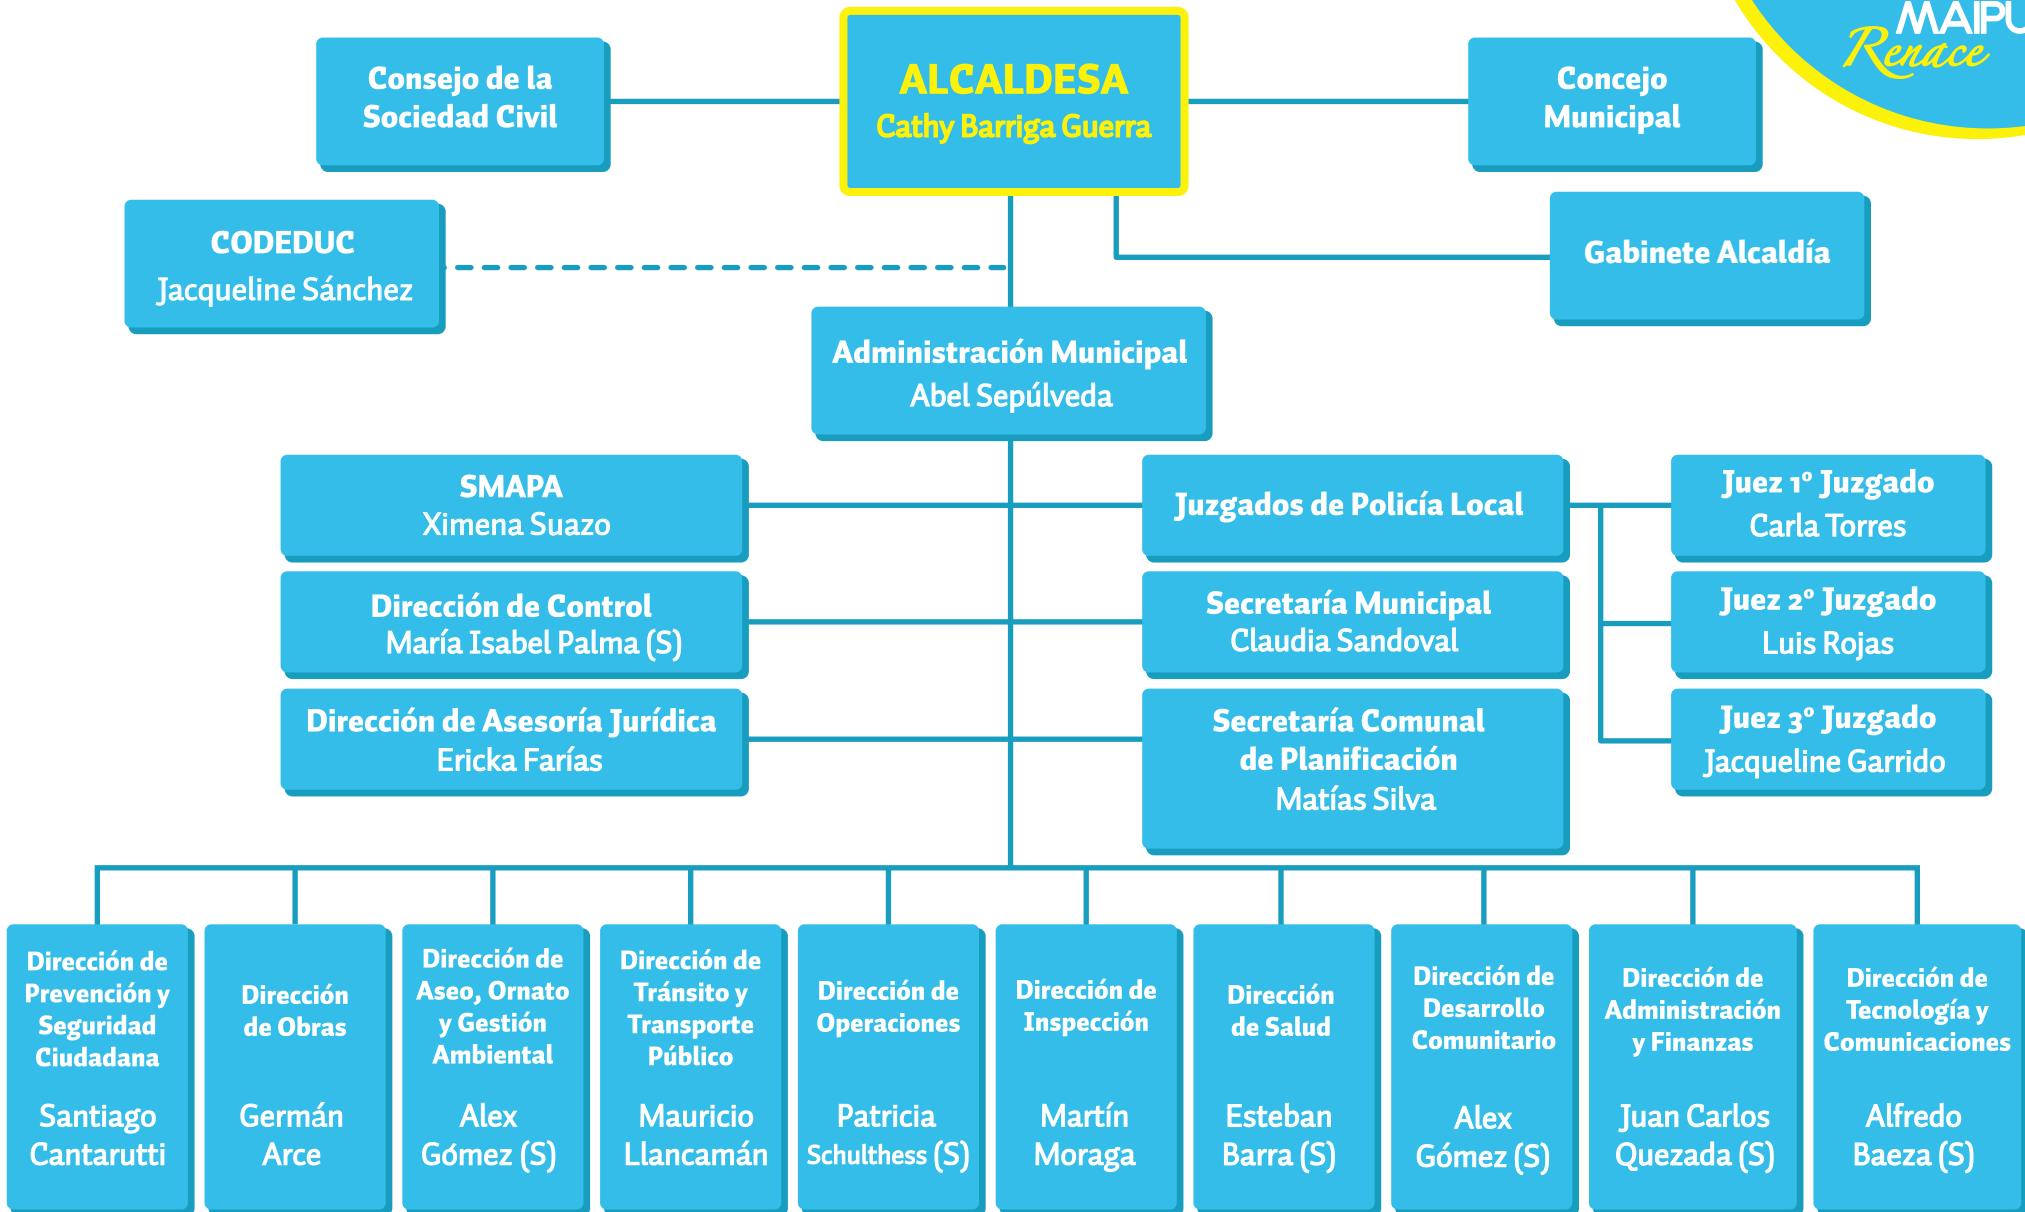 MAIPU
Renace
Consejo de la
Sociedad Civil
ALCALDESA
Cathy Barriga Guerra
Concejo
Municipal
CODEDUC
Jacqueline Sánchez
Gabinete Alcaldía
Administración Municipal
Abel Sepúlveda
SMAPA
Ximena Suazo
Juzgados de Policía Local
Juez 1º Juzgado
Carla Torres
Dirección de Control
María Isabel Palma (S)
Secretaría Municipal
Claudia Sandoval
Juez 2º Juzgado
Luis Rojas
Dirección de Asesoría Jurídica
Ericka Farías
Secretaría Comunal
de Planificación
Matías Silva
Juez 3º Juzgado
Jacqueline Garrido
Dirección de
Prevención y
Seguridad
Ciudadana
Santiago
Cantarutti
Dirección
de Obras
Germán
Arce
Dirección de
Aseo, Ornato
y Gestión
Ambiental
Alex
Gómez (S)
Dirección de
Tránsito y
Transporte
Público
Mauricio
Llancamán
Dirección de
Operaciones
Patricia
Schulthess (S)
Dirección de
Inspección
Martín
Moraga
Dirección
de Salud
Esteban
Barra (S)
Dirección de
Desarrollo
Comunitario
Alex
Gómez (S)
Dirección de
Administración
y Finanzas
Juan Carlos
Quezada (S)
Dirección de
Tecnología y
Comunicaciones
Alfredo
Baeza (S)